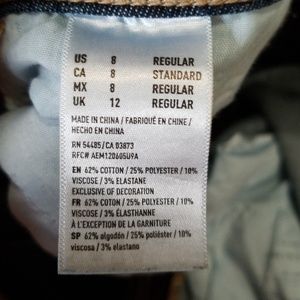 US 8 REGULAR
CA 8 STANDARD
MX 8 REGULAR
UK 12 REGULAR
MADE IN CHINA / FABRIQUÉ EN CHINE /
HECHO EN CHINA
RN 54485/CA 03873
RFC# AEM120605U9A
EN 62% COTTON / 25% POLYESTER / 10%
VISCOSE / 3% ELASTANE
EXCLUSIVE OF DECORATION
FR 62% COTON / 25% POLYESTER / 10%
VISCOSE / 3% ÉLASTHANNE
À L'EXCEPTION DE LA GARNITURE
SP 62% algodón / 25% poliéster / 10%
viscosa / 3% elastano